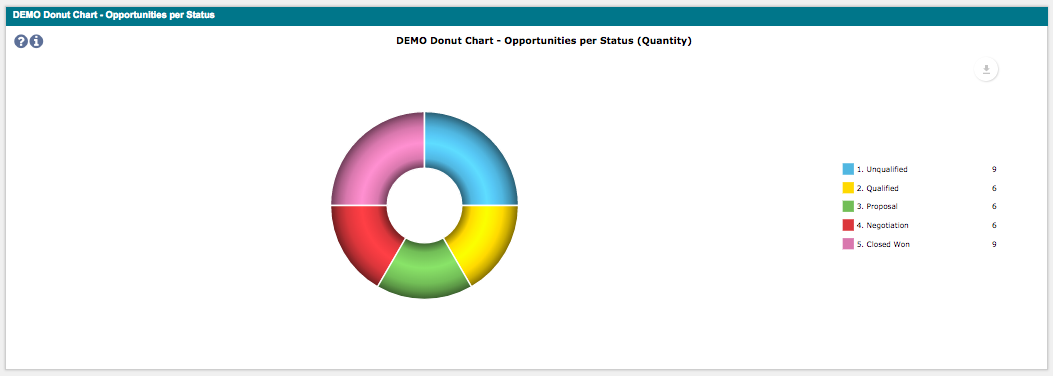 DEMO Donut Chart - Opportunities per Status
DEMO Donut Chart - Opportunities per Status (Quantity)
1. Unqualified 9
2. Qualified 6
3. Proposal 6
4. Negotiation 6
5. Closed Won 9